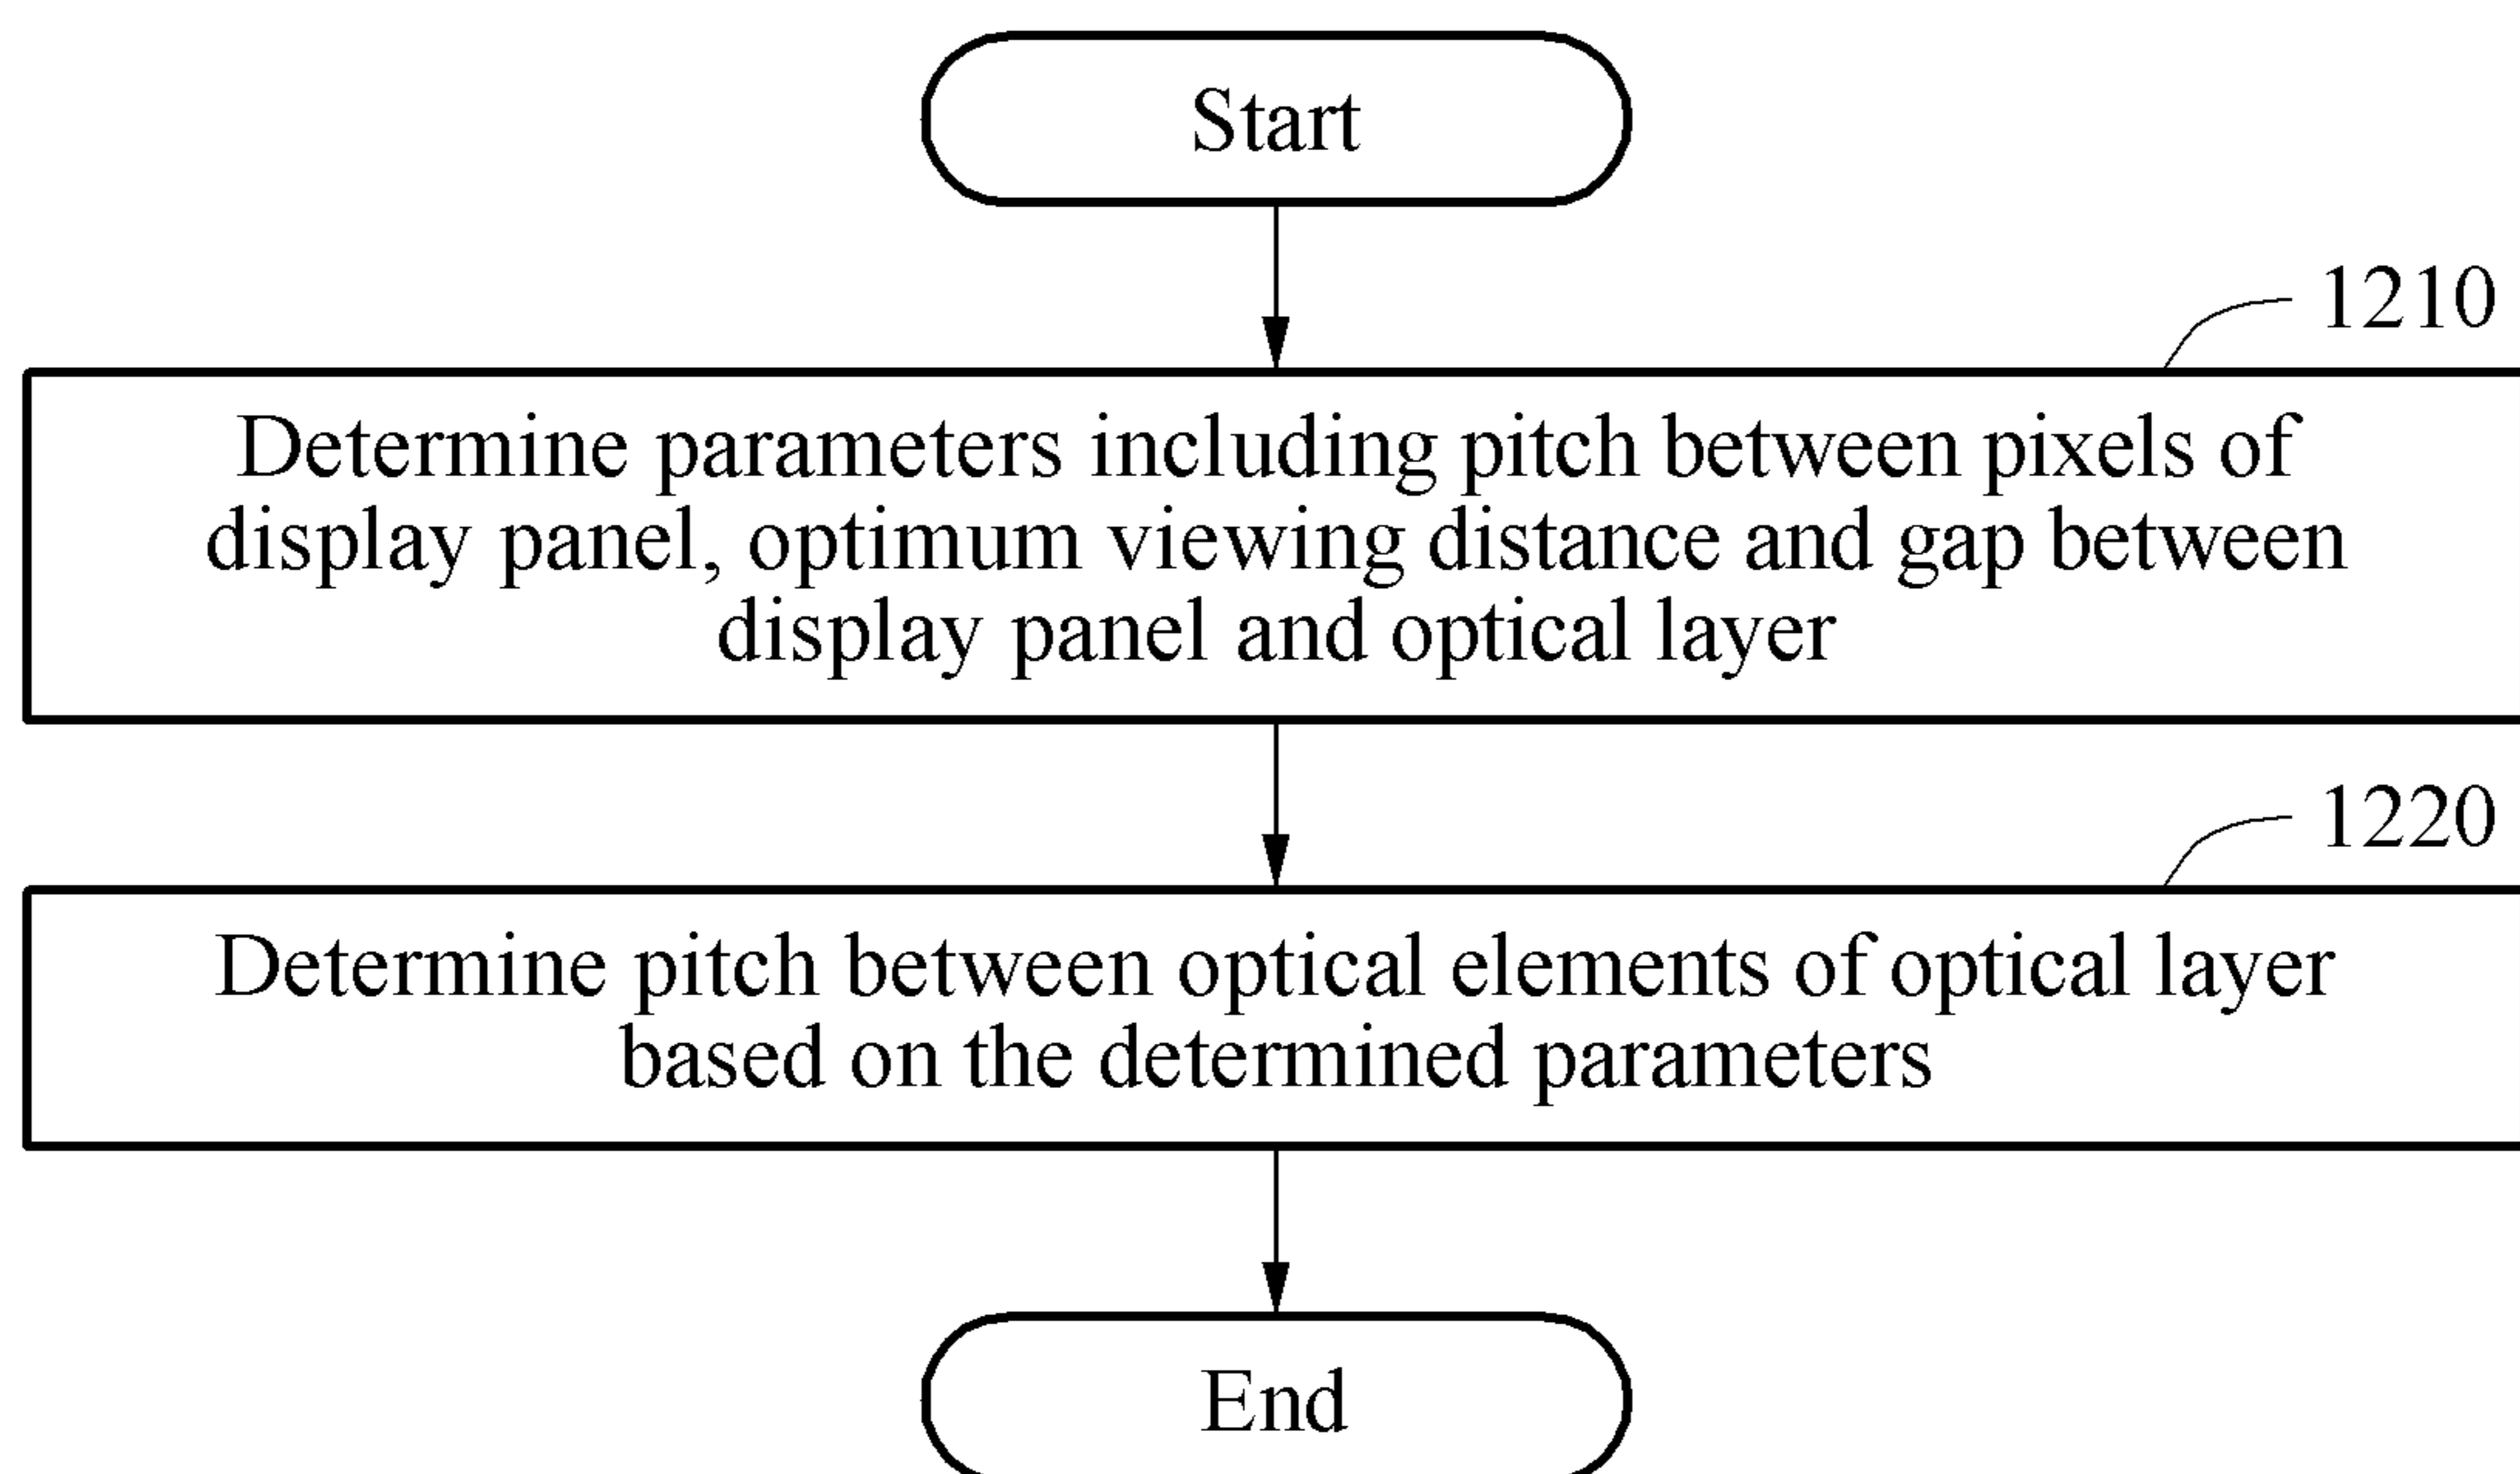 Start
1210
Determine parameters including pitch between pixels of
display panel, optimum viewing distance and gap between
display panel and optical layer
1220
Determine pitch between optical elements of optical layer
based on the determined parameters
End